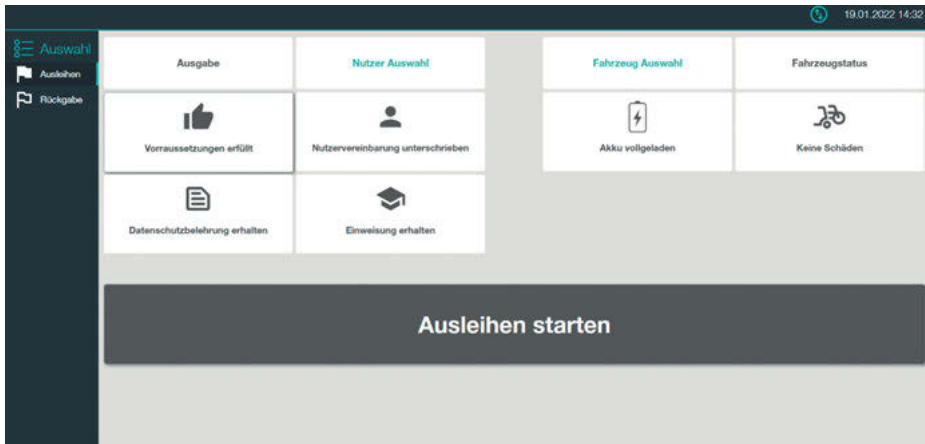 19.01.2022 14:32
Auswahl
Ausleihen
Rückgabe
Ausgabe
Nutzer Auswahl
Fahrzeug Auswahl
Fahrzeugstatus
Vorraussetzungen erfüllt
Nutzervereinbarung unterschrieben
Akku vollgeladen
Keine Schäden
Datenschutzbelehrung erhalten
Einweisung erhalten
Ausleihen starten